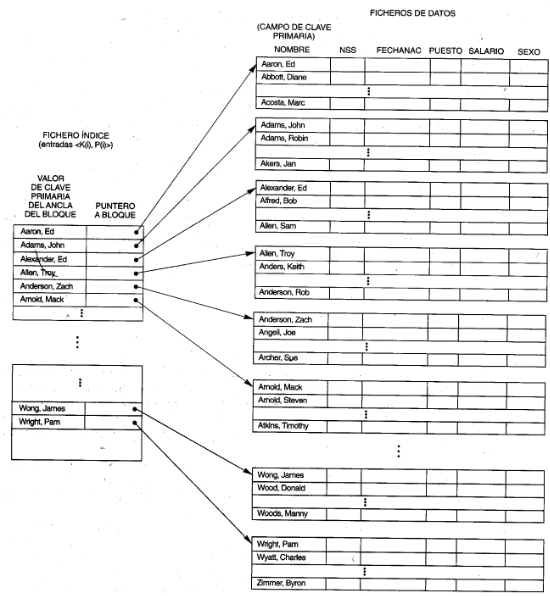 FICHEROS DE DATOS
(CAMPO DE CLAVE
PRIMARIA)
NOMBRE NSS FECHANAC PUESTO SALARIO SEXO
Aaron, Ed
Abbott, Diane
Acosta, Marc
Adams, John
Adams, Robin
Akers, Jan
Alexander, Ed
Alfred, Bob
Allen, Sam
Allen, Troy
Anders, Keith
Anderson, Rob
Anderson, Zach
Angeli, Joe
Archer, Sue
Arnold, Mack
Arnold, Steven
Atkins, Timothy
Wong, James
Wood, Donald
Woods, Manny
Wright, Pam
Wyatt, Charles
Zimmer, Byron
FICHERO ÍNDICE
(entradas <K(i), P(i)>)
VALOR
DE CLAVE
PRIMARIA
DEL ANCLA
DEL BLOQUE
PUNTERO
A BLOQUE
Aaron, Ed
Adams, John
Alexander, Ed
Allen, Troy
Anderson, Zach
Arnold, Mack
Wong, James
Wright, Pam